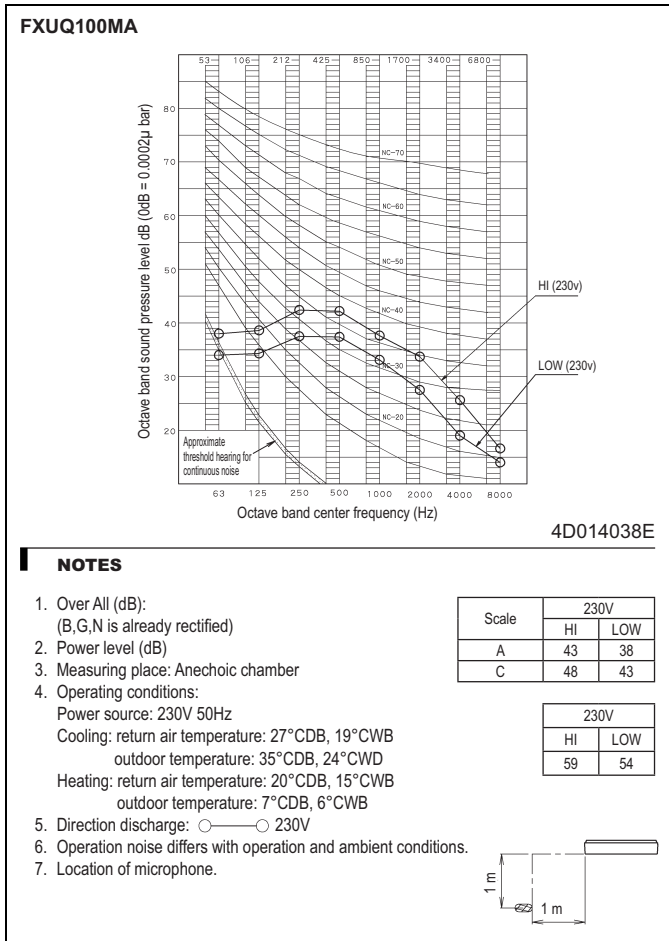 FXUQ100MA
53 106 212 425 850 1700 3400 6800
Octave band sound pressure level dB (0dB = 0.0002µ bar)
80
70
60
50
40
30
20
NC-70
NC-60
NC-50
NC-40
NC-30
NC-20
HI (230v)
LOW (230v)
Approximate
threshold hearing for
continuous noise
63 125 250 500 1000 2000 4000 8000
Octave band center frequency (Hz)
4D014038E
NOTES
1. Over All (dB):
(B,G,N is already rectified)
2. Power level (dB)
3. Measuring place: Anechoic chamber
4. Operating conditions:
Power source: 230V 50Hz
Cooling: return air temperature: 27°CDB, 19°CWB
outdoor temperature: 35°CDB, 24°CWD
Heating: return air temperature: 20°CDB, 15°CWB
outdoor temperature: 7°CDB, 6°CWB
5. Direction discharge: 230V
6. Operation noise differs with operation and ambient conditions.
7. Location of microphone.
Scale 230V
HI LOW
A 43 38
C 48 43
230V
HI LOW
59 54
1 m
1 m